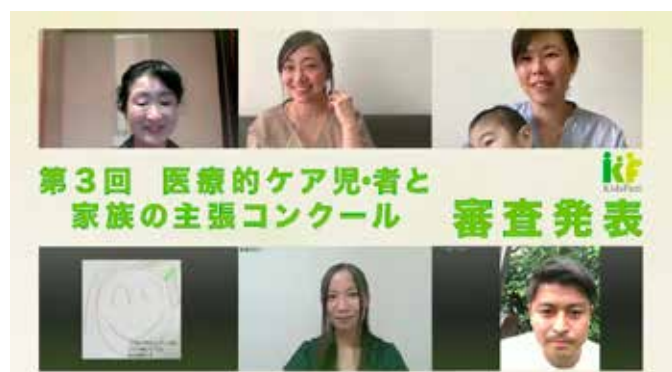 第３回 医療的ケア児・者と
家族の主張コンクール
審査発表